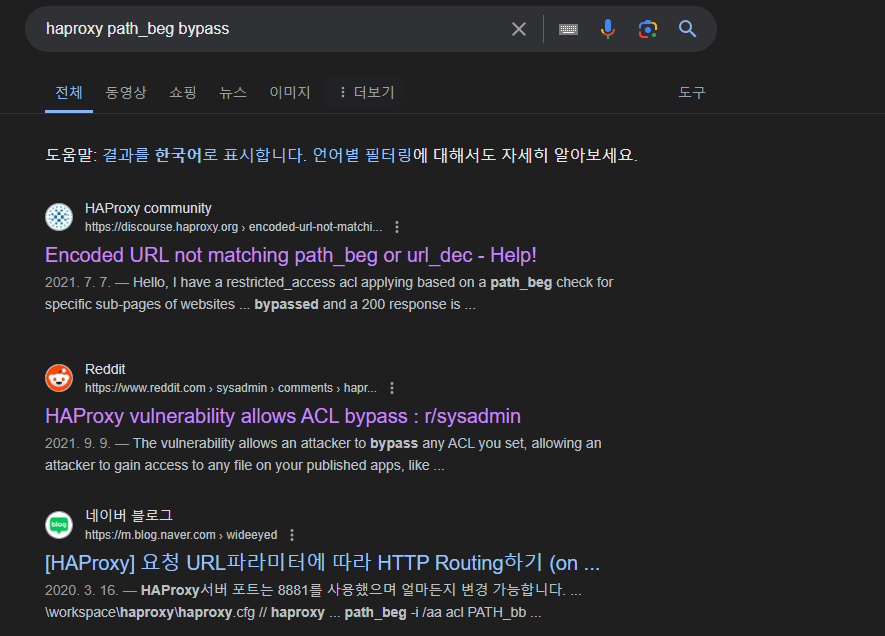 haproxy path_beg bypass
전체 동영상 쇼핑 뉴스 이미지 더보기 도구
도움말: 결과를 한국어로 표시합니다. 언어별 필터링에 대해서도 자세히 알아보세요.
HAProxy community
https://discourse.haproxy.org › encoded-url-not-matchi...
Encoded URL not matching path_beg or url_dec - Help!
2021. 7. 7. — Hello, I have a restricted_access acl applying based on a path_beg check for
specific sub-pages of websites ... bypassed and a 200 response is ...
Reddit
https://www.reddit.com › sysadmin › comments › hapr...
HAProxy vulnerability allows ACL bypass : r/sysadmin
2021. 9. 9. — The vulnerability allows an attacker to bypass any ACL you set, allowing an
attacker to gain access to any file on your published apps, like ...
blog
네이버 블로그
https://m.blog.naver.com › wideeyed
[HAProxy] 요청 URL파라미터에 따라 HTTP Routing하기 (on ...
2020. 3. 16. — HAProxy서버 포트는 8881를 사용했으며 얼마든지 변경 가능합니다. ...
\workspace\haproxy\haproxy.cfg // haproxy ... path_beg -i /aa acl PATH_bb ...